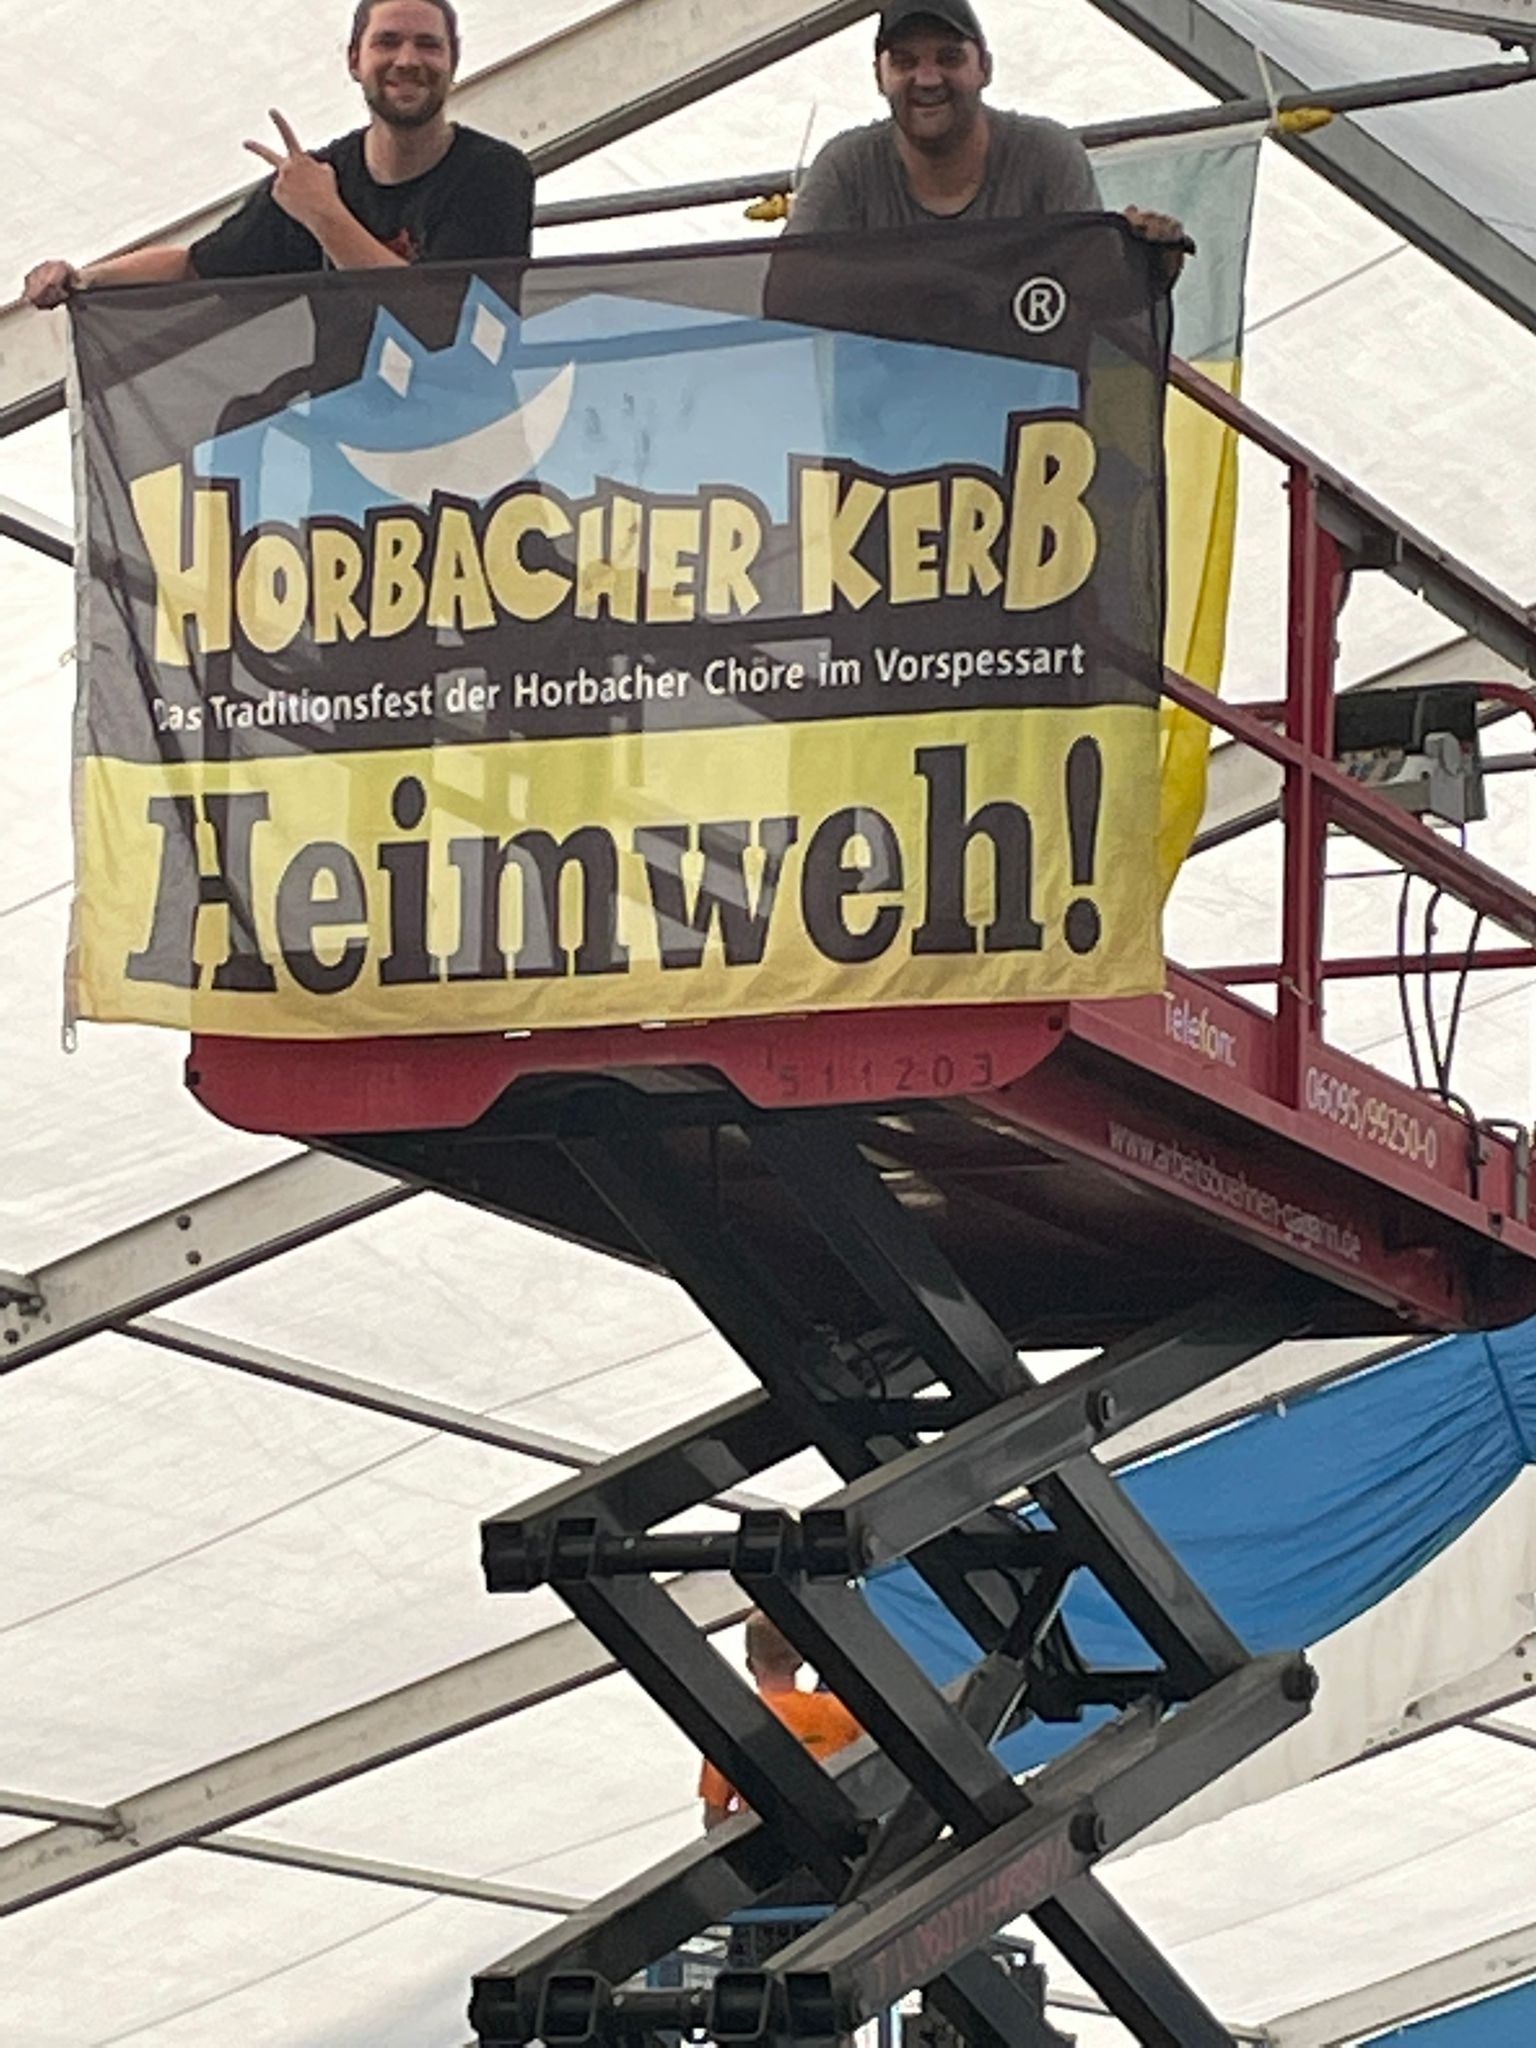 ®
HORBACHER KERB
Das Traditionsfest der Horbacher Chöre im Vorspessart
Heimweh!
511203
Telefon:
06095/99250-0